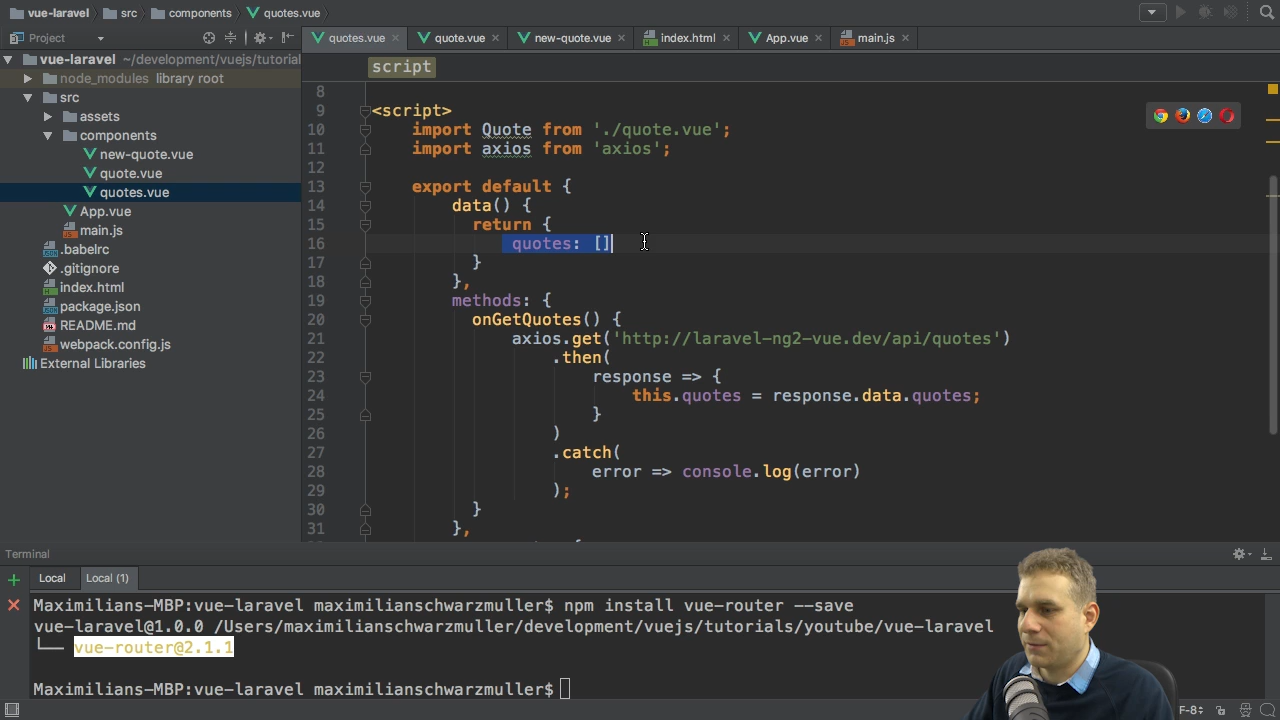 vue-laravel src components quotes.vue
Project
quotes.vue quote.vue new-quote.vue index.html App.vue main.js
vue-laravel ~/development/vuejs/tutorial
node_modules library root
src
assets
components
new-quote.vue
quote.vue
quotes.vue
App.vue
main.js
.babelrc
.gitignore
index.html
package.json
README.md
webpack.config.js
External Libraries
script
8
9 <script>
10 import Quote from './quote.vue';
11 import axios from 'axios';
12
13 export default {
14 data() {
15 return {
16 quotes: []
17 }
18 },
19 methods: {
20 onGetQuotes() {
21 axios.get('http://laravel-ng2-vue.dev/api/quotes')
22 .then(
23 response => {
24 this.quotes = response.data.quotes;
25 }
26 )
27 .catch(
28 error => console.log(error)
29 );
30 }
31 },
Terminal
Local Local (1)
Maximilians-MBP:vue-laravel maximilianschwarzmuller$ npm install vue-router --save
vue-laravel@1.0.0 /Users/maximilianschwarzmuller/development/vuejs/tutorials/youtube/vue-laravel
└── vue-router@2.1.1
Maximilians-MBP:vue-laravel maximilianschwarzmuller$
F-8